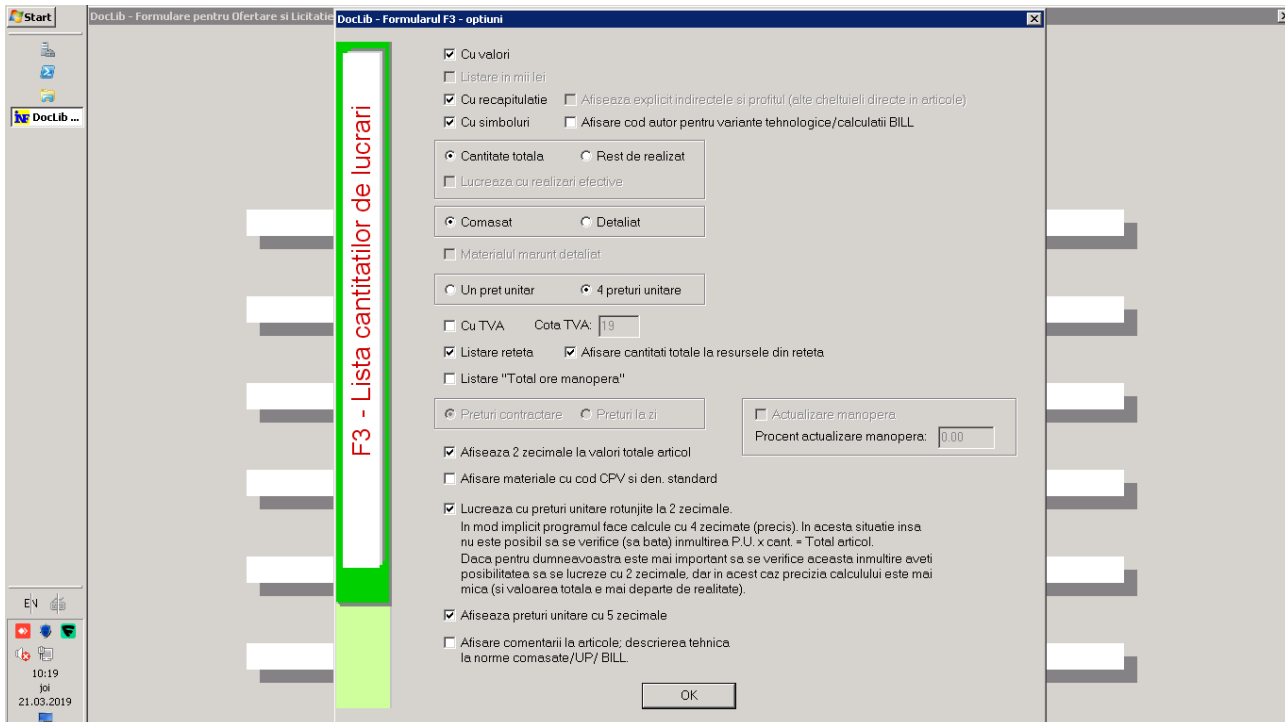 Start
DocLib - Formulare pentru Ofertare si Licitatie
DocLib - Formularul F3 - optiuni
DocLib ...
F3 - Lista cantitatilor de lucrari
Cu valori
Listare in mii lei
Cu recapitulatie Afiseaza explicit indirectele si profitul (alte cheltuieli directe in articole)
Cu simboluri Afisare cod autor pentru variante tehnologice/calculatii BILL
Cantitate totala Rest de realizat
Lucreaza cu realizari efective
Comasat Detaliat
Materialul marunt detaliat
Un pret unitar 4 preturi unitare
Cu TVA Cota TVA: 19
Listare reteta Afisare cantitati totale la resursele din reteta
Listare "Total ore manopera"
Preturi contractare Preturi la zi
Actualizare manopera
Procent actualizare manopera: 0.00
Afiseaza 2 zecimale la valori totale articol
Afisare materiale cu cod CPV si den. standard
Lucreaza cu preturi unitare rotunjite la 2 zecimale.
In mod implicit programul face calcule cu 4 zecimate (precis). In acesta situatie insa
nu este posibil sa se verifice (sa bata) inmultirea P.U. x cant. = Total articol.
Daca pentru dumneavoastra este mai important sa se verifice aceasta inmultire aveti
posibilitatea sa se lucreze cu 2 zecimale, dar in acest caz precizia calculului este mai
mica (si valoarea totala e mai departe de realitate).
Afiseaza preturi unitare cu 5 zecimale
Afisare comentarii la articole; descrierea tehnica
la norme comasate/UP/ BILL.
OK
EN
10:19
joi
21.03.2019